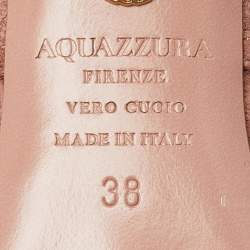 AQUAZZURA
FIRENZE
VERO CUOIO
MADE IN ITALY
38